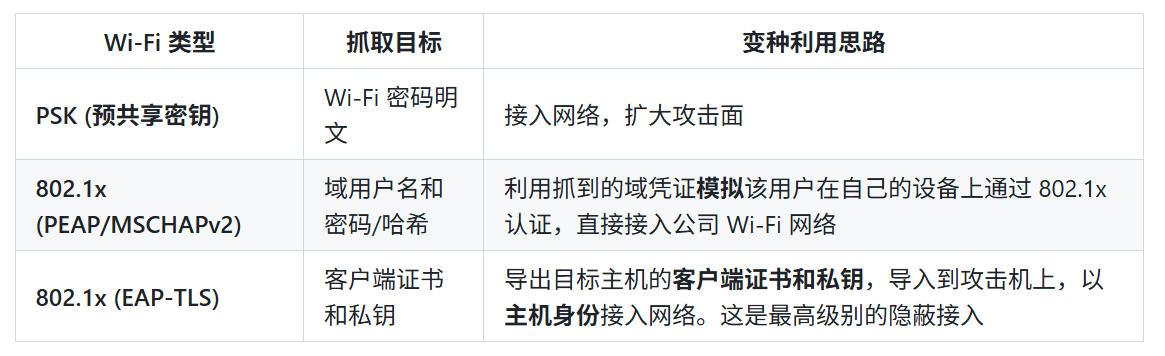 Wi-Fi 类型 抓取目标 变种利用思路
PSK (预共享密钥)
Wi-Fi 密码明
文
接入网络，扩大攻击面
802.1x
(PEAP/MSCHAPv2)
域用户名和
密码/哈希
利用抓到的域凭证模拟该用户在自己的设备上通过 802.1x
认证，直接接入公司 Wi-Fi 网络
802.1x (EAP-TLS)
客户端证书
和私钥
导出目标主机的客户端证书和私钥，导入到攻击机上，以
主机身份接入网络。这是最高级别的隐蔽接入